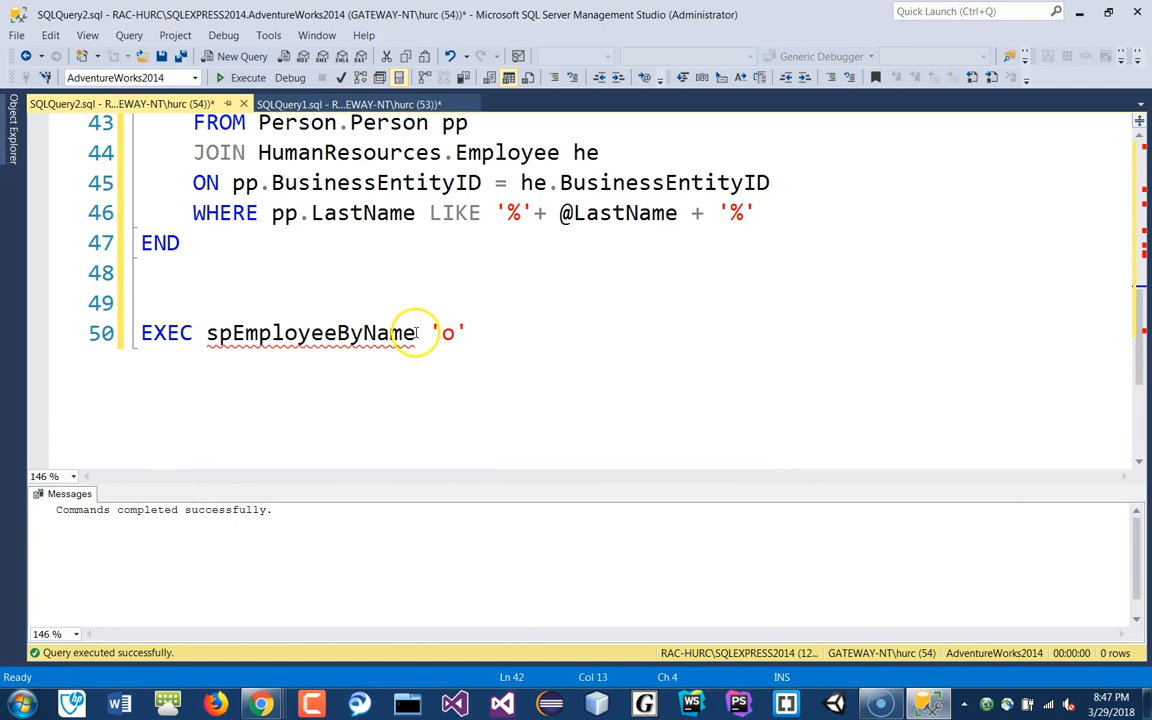 SQLQuery2.sql - RAC-HURC\SQLEXPRESS2014.AdventureWorks2014 (GATEWAY-NT\hurc (54))* - Microsoft SQL Server Management Studio (Administrator)
Quick Launch (Ctrl+Q)
File Edit View Query Project Debug Tools Window Help
New Query
Generic Debugger
AdventureWorks2014
Execute Debug
SQLQuery2.sql - R...EWAY-NT\hurc (54))*
SQLQuery1.sql - R...EWAY-NT\hurc (53))*
Object Explorer
43 FROM Person.Person pp
44 JOIN HumanResources.Employee he
45 ON pp.BusinessEntityID = he.BusinessEntityID
46 WHERE pp.LastName LIKE '%'+ @LastName + '%'
47 END
48
49
50 EXEC spEmployeeByName 'o'
146 %
Messages
Commands completed successfully.
146 %
Query executed successfully.
RAC-HURC\SQLEXPRESS2014 (12... GATEWAY-NT\hurc (54) AdventureWorks2014 00:00:00 0 rows
Ready Ln 42 Col 13 Ch 4 INS
8:47 PM
3/29/2018